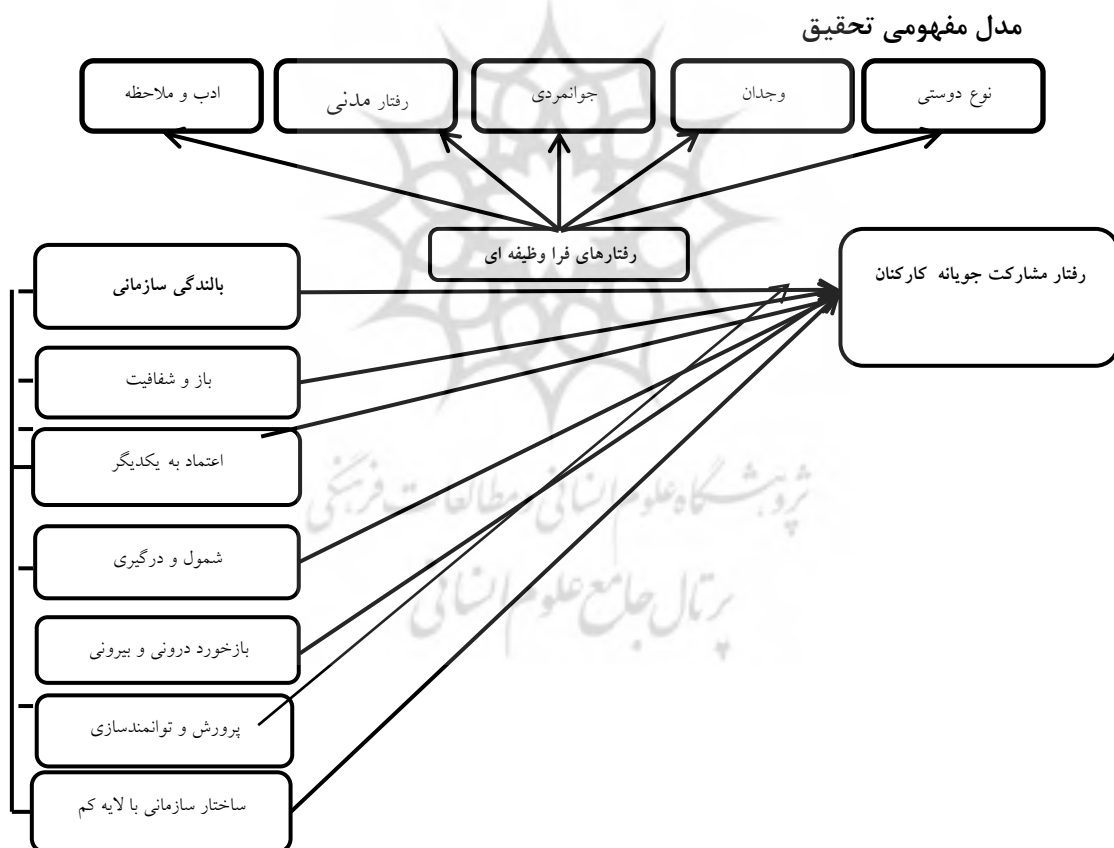 مدل مفهومی تحقیق
نوع دوستی
وجدان
جوانمردی
رفتار مدنی
ادب و ملاحظه
رفتارهای فرا وظیفه ای
رفتار مشارکت جویانه کارکنان
بالندگی سازمانی
باز و شفافیت
اعتماد به یکدیگر
شمول و درگیری
بازخورد درونی و بیرونی
پرورش و توانمندسازی
ساختار سازمانی با لایه کم
پژوهشگاه علوم انسانی و مطالعات فرهنگی
پرتال جامع علوم انسانی